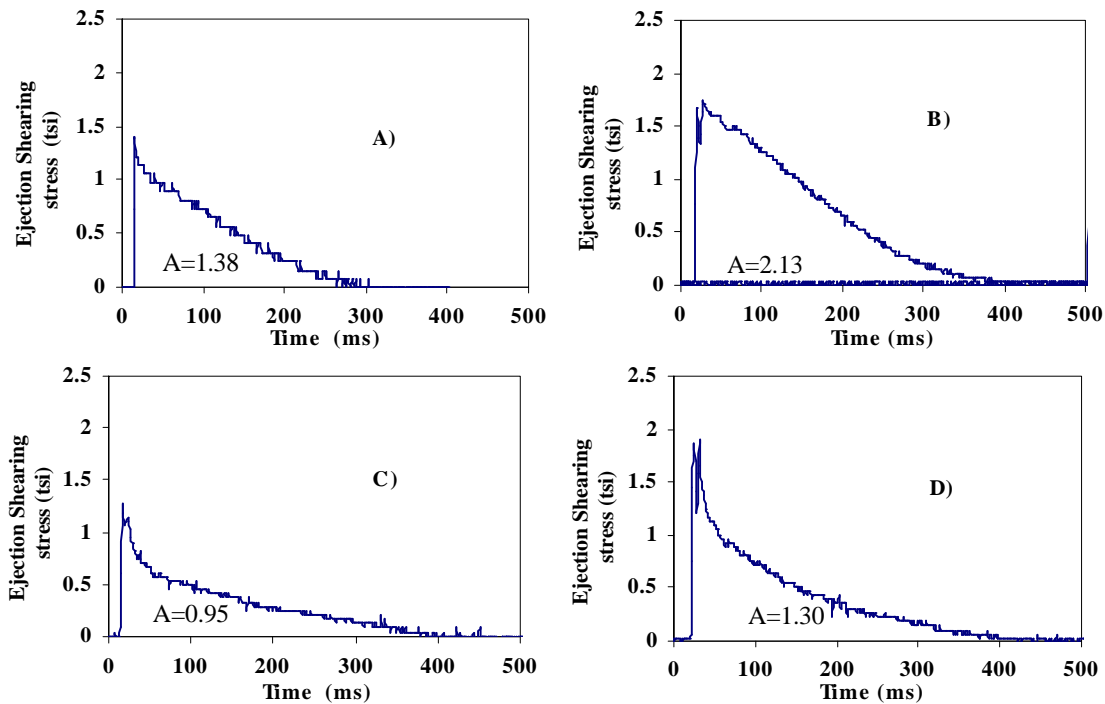 2.5
2
1.5
1
0.5
0
Ejection Shearing
stress (tsi)
A)
A=1.38
0 100 200 300 400 500
Time (ms)
2.5
2
1.5
1
0.5
0
Ejection Shearing
stress (tsi)
B)
A=2.13
0 100 200 300 400 500
Time (ms)
2.5
2
1.5
1
0.5
0
Ejection Shearing
stress (tsi)
C)
A=0.95
0 100 200 300 400 500
Time (ms)
2.5
2
1.5
1
0.5
0
Ejection Shearing
stress (tsi)
D)
A=1.30
0 100 200 300 400 500
Time (ms)